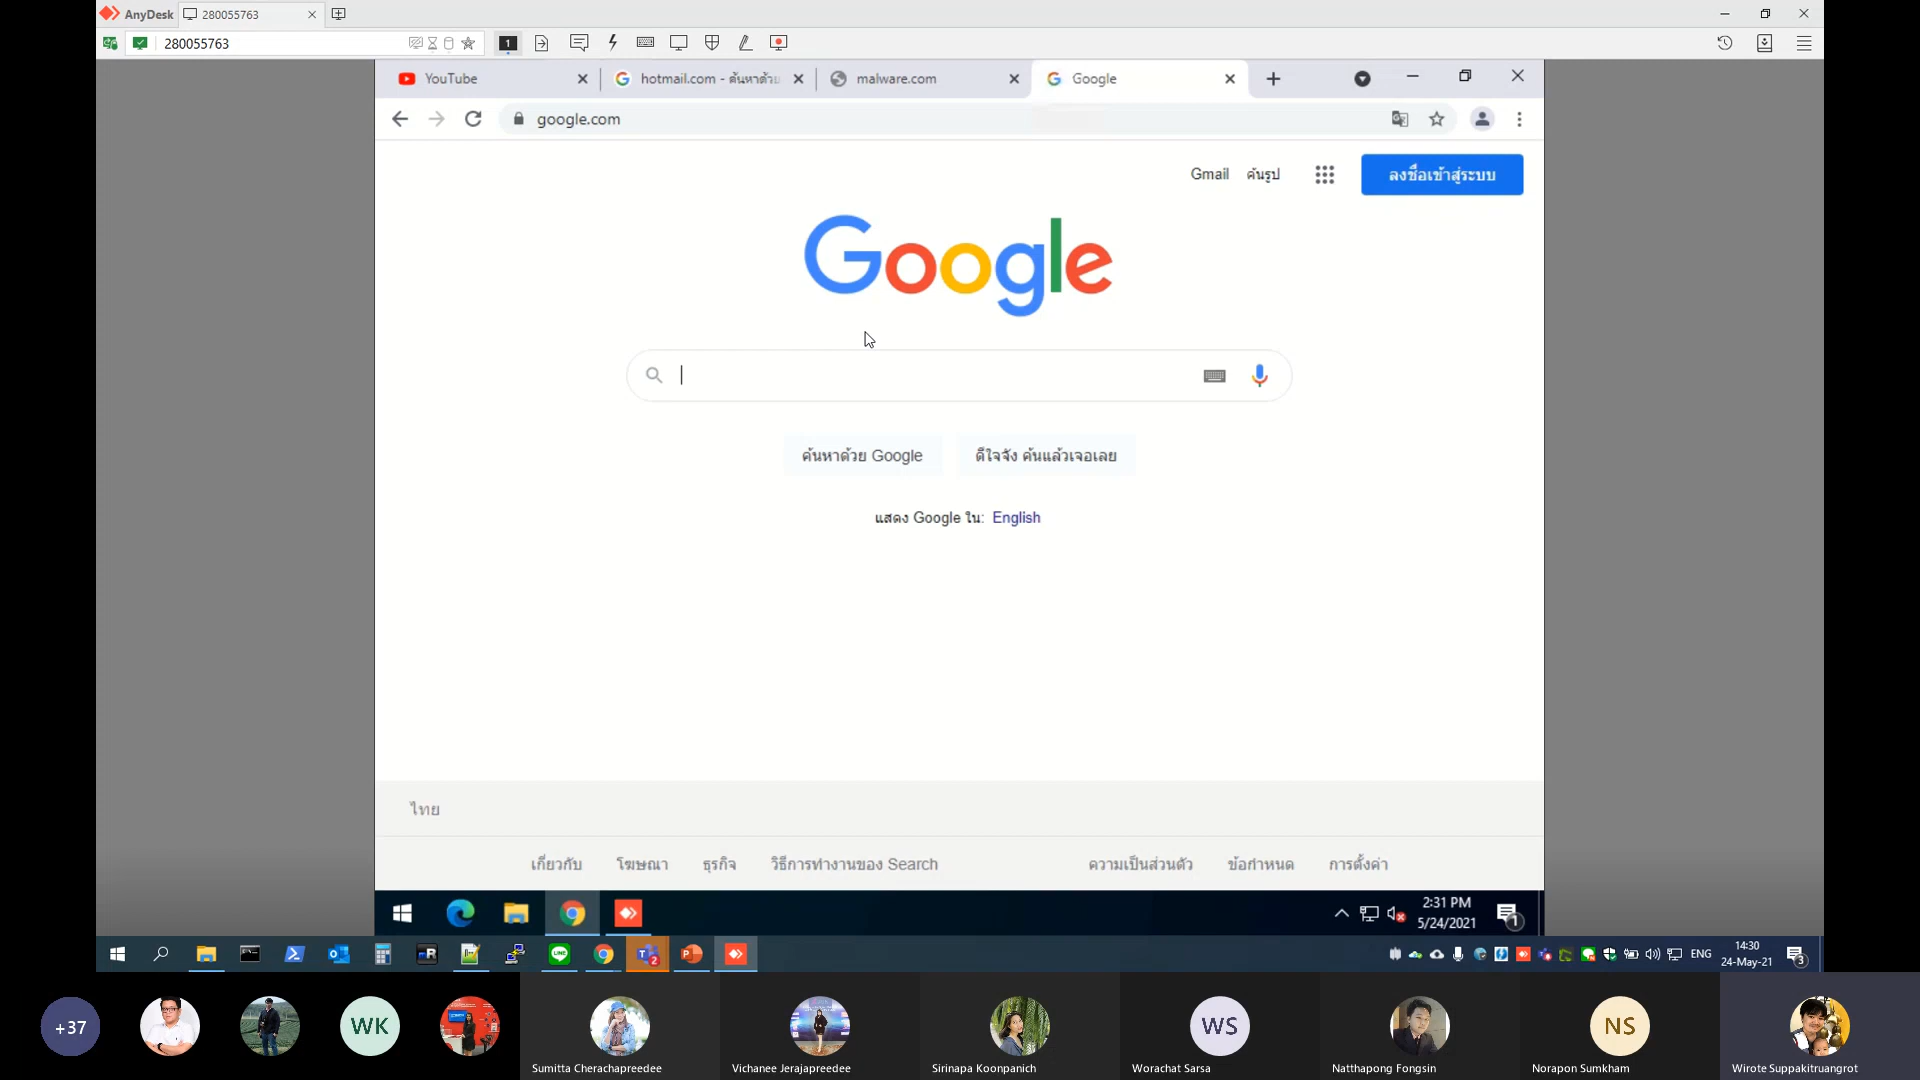 AnyDesk 280055763
280055763 1
YouTube hotmail.com - ค้นหาด้วย malware.com Google
google.com
Gmail ค้นรูป ลงชื่อเข้าสู่ระบบ
Google
ค้นหาด้วย Google ดีใจจัง ค้นแล้วเจอเลย
แสดง Google ใน: English
ไทย
เกี่ยวกับ โฆษณา ธุรกิจ วิธีการทำงานของ Search ความเป็นส่วนตัว ข้อกำหนด การตั้งค่า
2:31 PM
5/24/2021 1
ENG 14:30
24-May-21 3
+37 WK WS NS
Sumitta Cherachapreedee Vichanee Jerajapreedee Sirinapa Koonpanich Worachat Sarsa Natthapong Fongsin Norapon Sumkham Wirote Suppakitruangrot